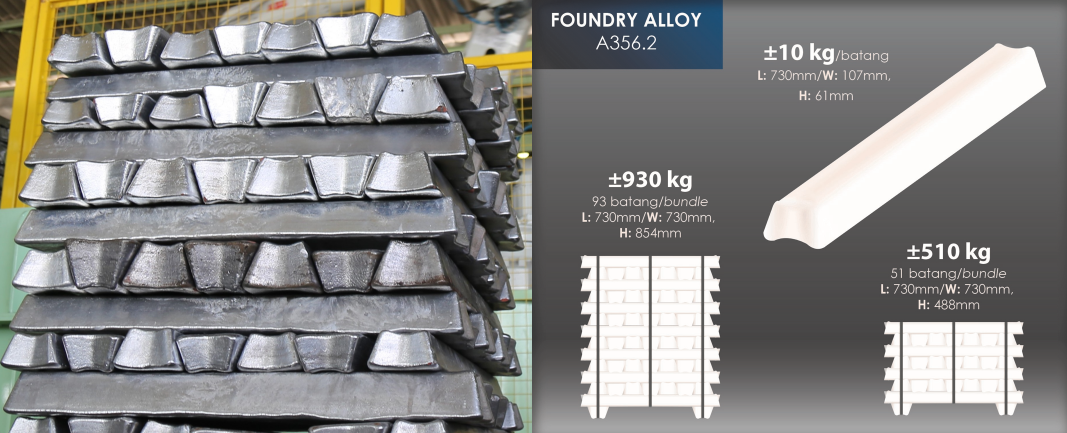 FOUNDRY ALLOY
A356.2
±10 kg/batang
L: 730mm/W: 107mm,
H: 61mm
±930 kg
93 batang/bundle
L: 730mm/W: 730mm,
H: 854mm
±510 kg
51 batang/bundle
L: 730mm/W: 730mm,
H: 488mm